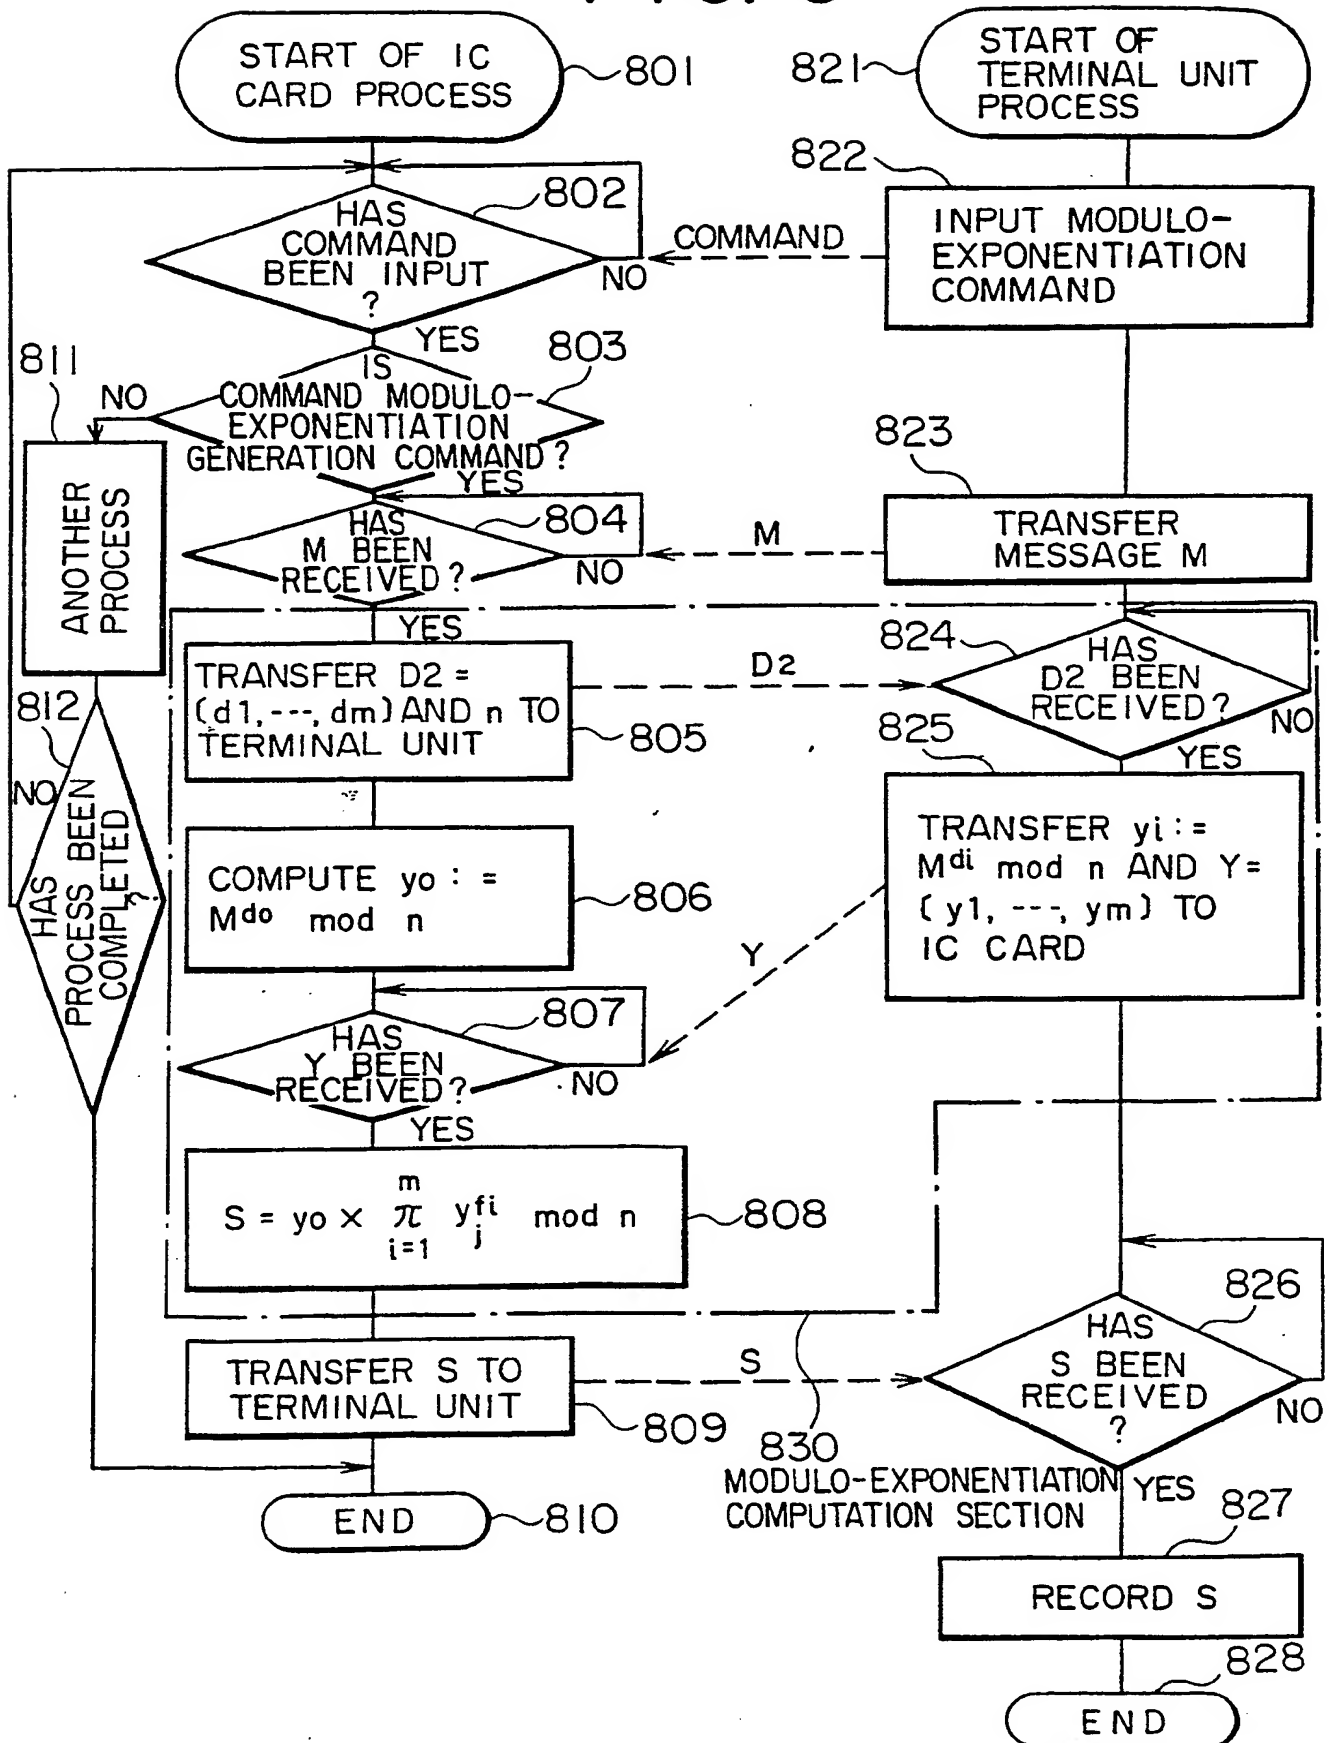 START OF IC
CARD PROCESS
801
HAS
COMMAND
BEEN INPUT
?
802
NO
YES
IS
COMMAND MODULO-
EXPONENTIATION
GENERATION COMMAND?
803
NO
YES
811
ANOTHER
PROCESS
812
HAS
PROCESS BEEN
COMPLETED
?
NO
HAS
M BEEN
RECEIVED?
804
NO
YES
TRANSFER D2=
(d1,---,dm) AND n TO
TERMINAL UNIT
805
COMPUTE yo :=
M^do mod n
806
HAS
Y BEEN
RECEIVED?
807
NO
YES
S = yo × m π i=1 y^fi_j mod n
808
TRANSFER S TO
TERMINAL UNIT
809
END
810
START OF
TERMINAL UNIT
PROCESS
821
822
INPUT MODULO-
EXPONENTIATION
COMMAND
COMMAND
823
TRANSFER
MESSAGE M
M
824
HAS
D2 BEEN
RECEIVED?
NO
YES
D2
825
TRANSFER yi :=
M^di mod n AND Y=
(y1,---,ym) TO
IC CARD
Y
826
HAS
S BEEN
RECEIVED
?
NO
YES
S
830
MODULO-EXPONENTIATION
COMPUTATION SECTION
827
RECORD S
828
END